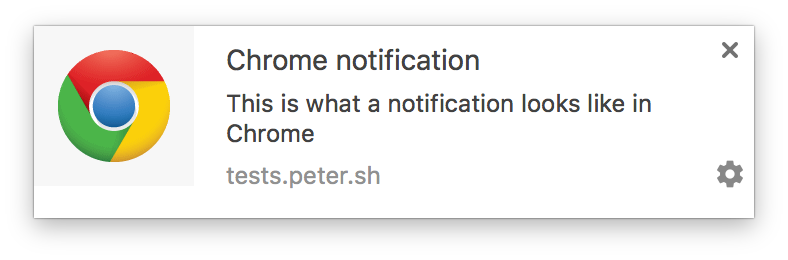 Chrome notification
This is what a notification looks like in
Chrome
tests.peter.sh